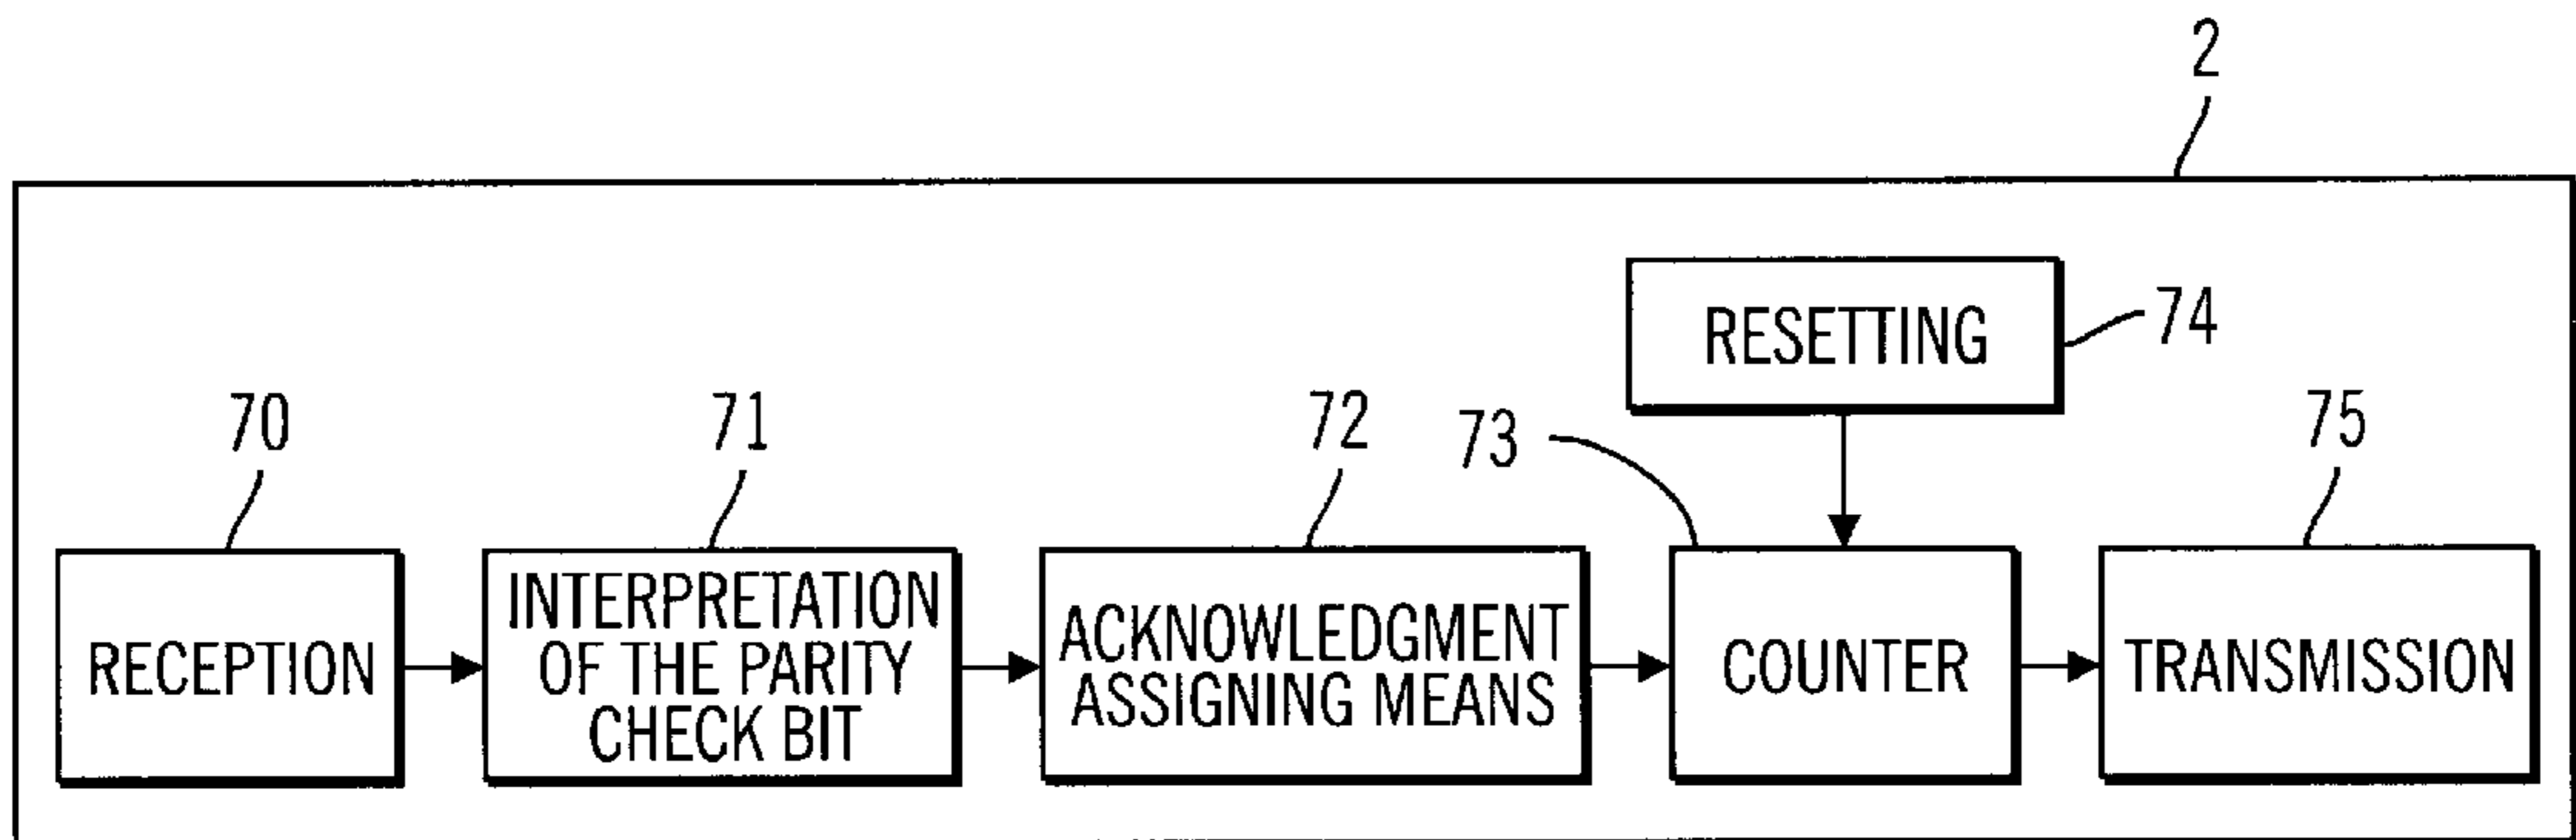 2
RESETTING
74
70
71
72
73
75
RECEPTION
INTERPRETATION
OF THE PARITY
CHECK BIT
ACKNOWLEDGMENT
ASSIGNING MEANS
COUNTER
TRANSMISSION